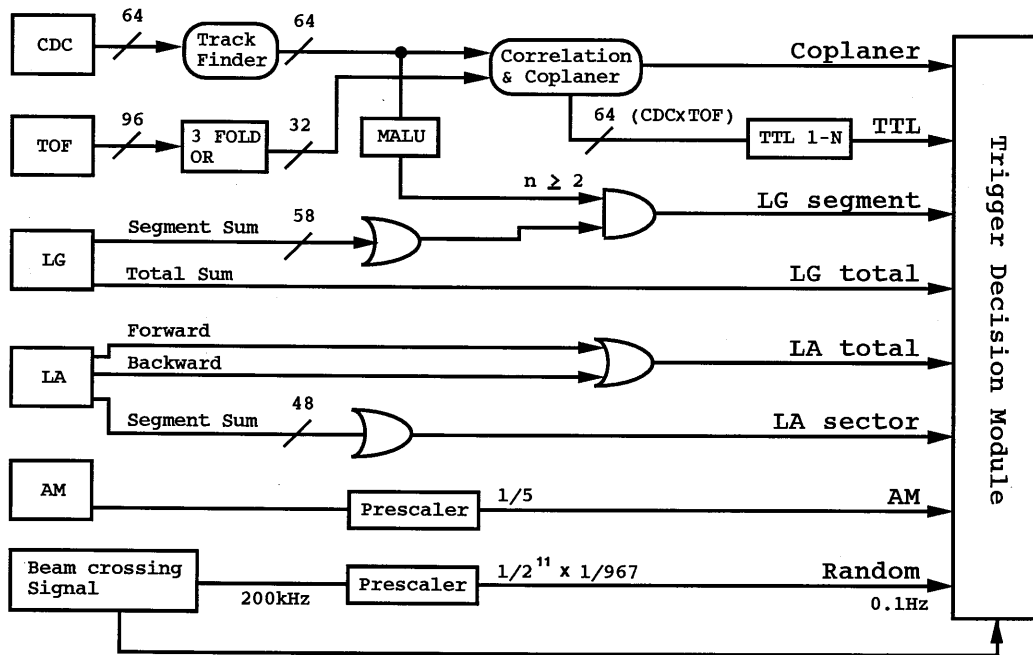 CDC
64
Track
Finder
64
Correlation
& Coplaner
Coplaner
TOF
96
3 FOLD
OR
32
MALU
64 (CDCxTOF)
TTL 1-N
TTL
n ≥ 2
LG segment
LG
Segment Sum
58
Total Sum
LG total
LA
Forward
Backward
LA total
Segment Sum
48
LA sector
AM
Prescaler
1/5
AM
Beam crossing
Signal
200kHz
Prescaler
1/2¹¹ x 1/967
Random
0.1Hz
Trigger Decision Module